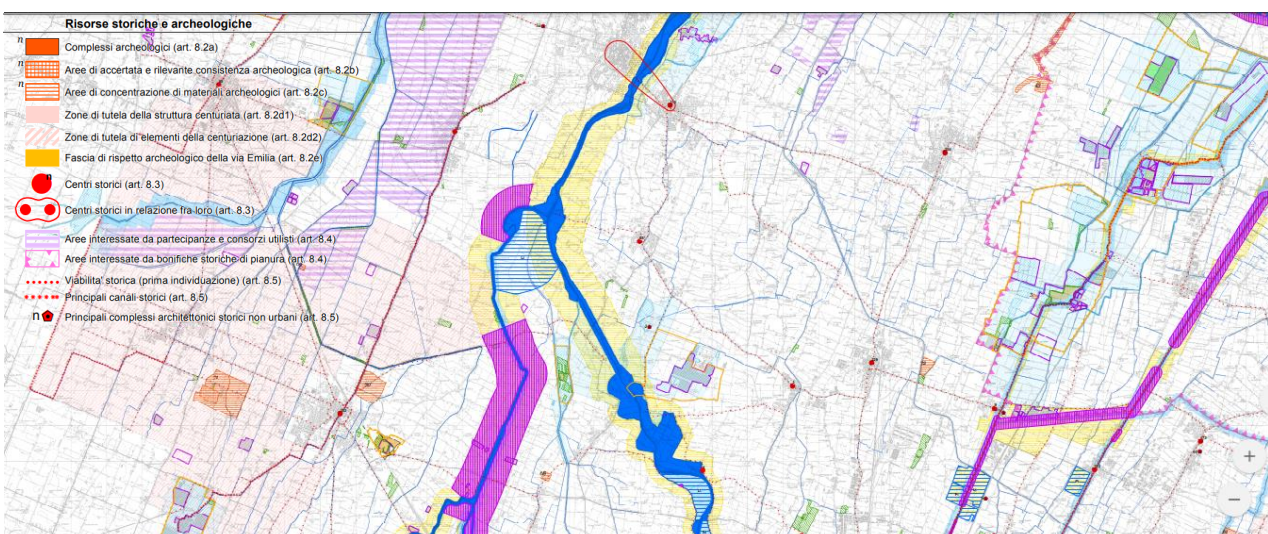 Risorse storiche e archeologiche
n
Complessi archeologici (art. 8.2a)
n
Aree di accertata e rilevante consistenza archeologica (art. 8.2b)
n
Aree di concentrazione di materiali archeologici (art. 8.2c)
Zone di tutela della struttura centuriata (art. 8.2d1)
Zone di tutela di elementi della centuriazione (art. 8.2d2)
Fascia di rispetto archeologico della via Emilia (art. 8.2e)
n
Centri storici (art. 8.3)
Centri storici in relazione fra loro (art. 8.3)
Aree interessate da partecipanze e consorzi utilisti (art. 8.4)
Aree interessate da bonifiche storiche di pianura (art. 8.4)
Viabilita' storica (prima individuazione) (art. 8.5)
Principali canali storici (art. 8.5)
n
Principali complessi architettonici storici non urbani (art. 8.5)
+
−